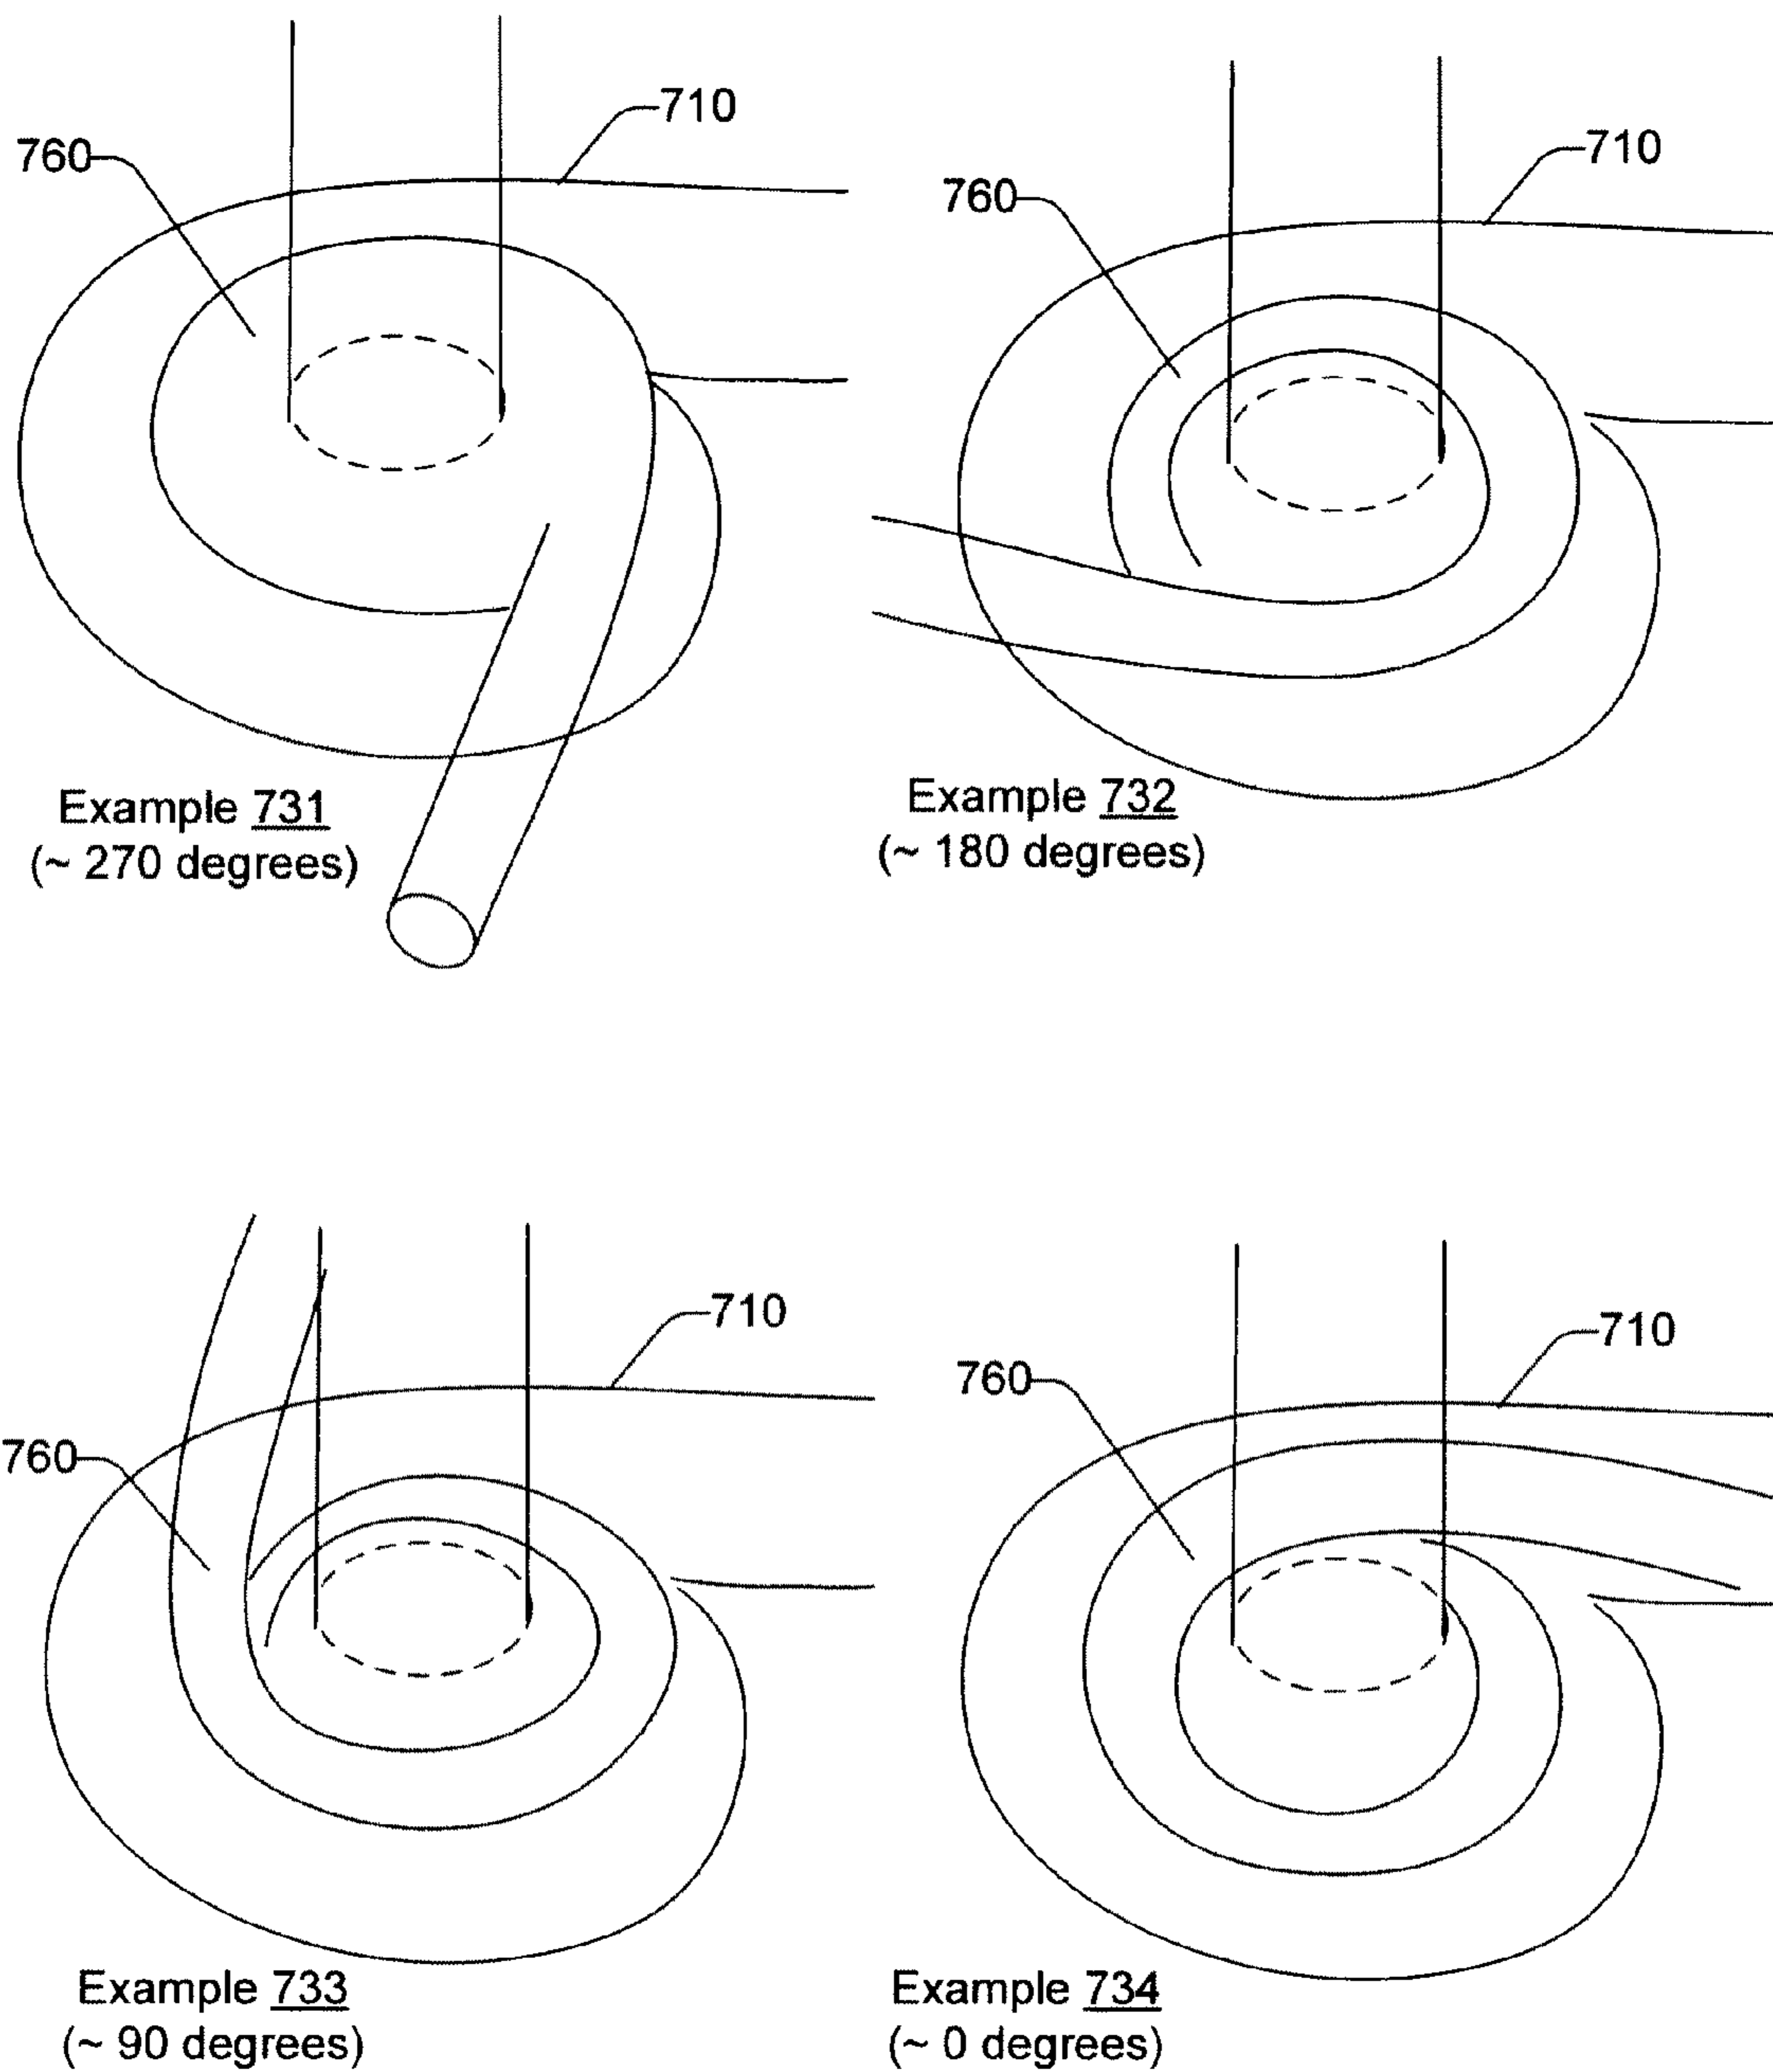 710
760
710
760
Example 731
(~ 270 degrees)
Example 732
(~ 180 degrees)
710
760
710
760
Example 733
(~ 90 degrees)
Example 734
(~ 0 degrees)